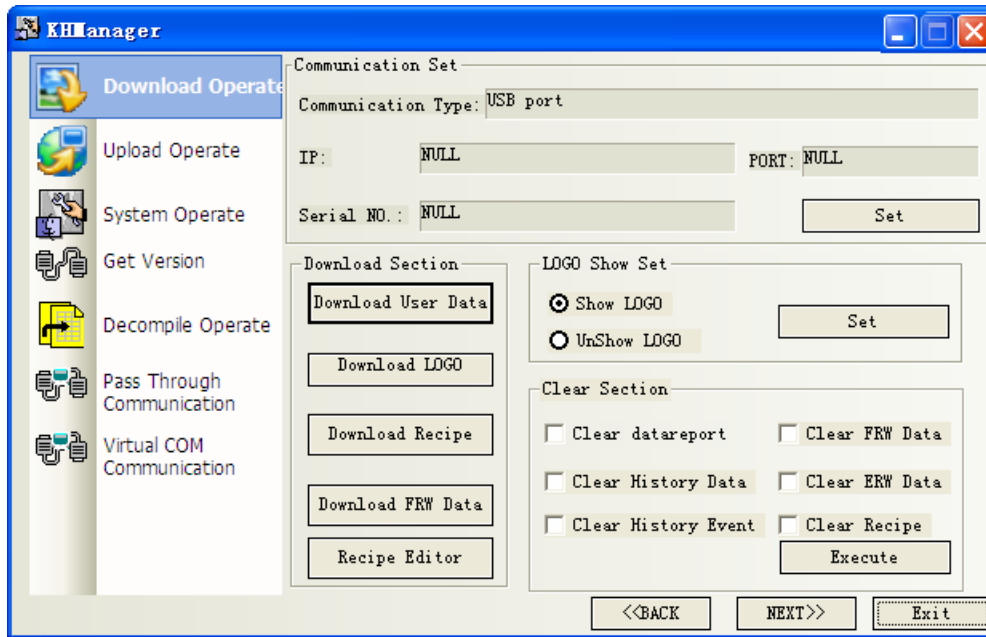 KHManager
Download Operate
Upload Operate
System Operate
Get Version
Decompile Operate
Pass Through
Communication
Virtual COM
Communication
Communication Set
Communication Type: USB port
IP: NULL PORT: NULL
Serial NO.: NULL Set
Download Section
Download User Data
Download LOGO
Download Recipe
Download FRW Data
Recipe Editor
LOGO Show Set
Show LOGO
UnShow LOGO
Set
Clear Section
Clear datareport Clear FRW Data
Clear History Data Clear ERW Data
Clear History Event Clear Recipe
Execute
<<BACK NEXT>> Exit